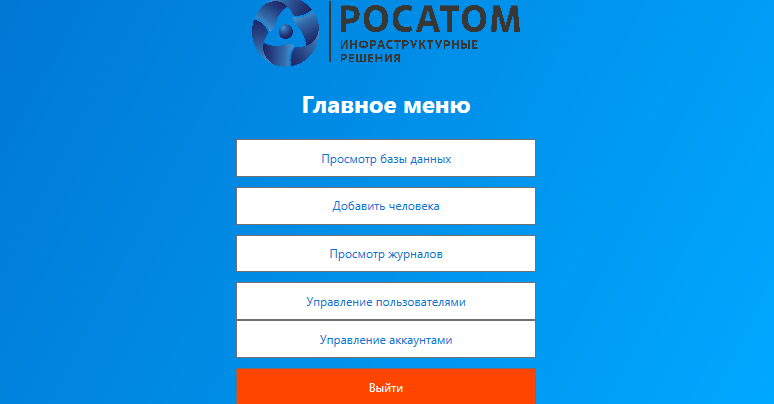 РОСАТОМ
ИНФРАСТРУКТУРНЫЕ
РЕШЕНИЯ
Главное меню
Просмотр базы данных
Добавить человека
Просмотр журналов
Управление пользователями
Управление аккаунтами
Выйти